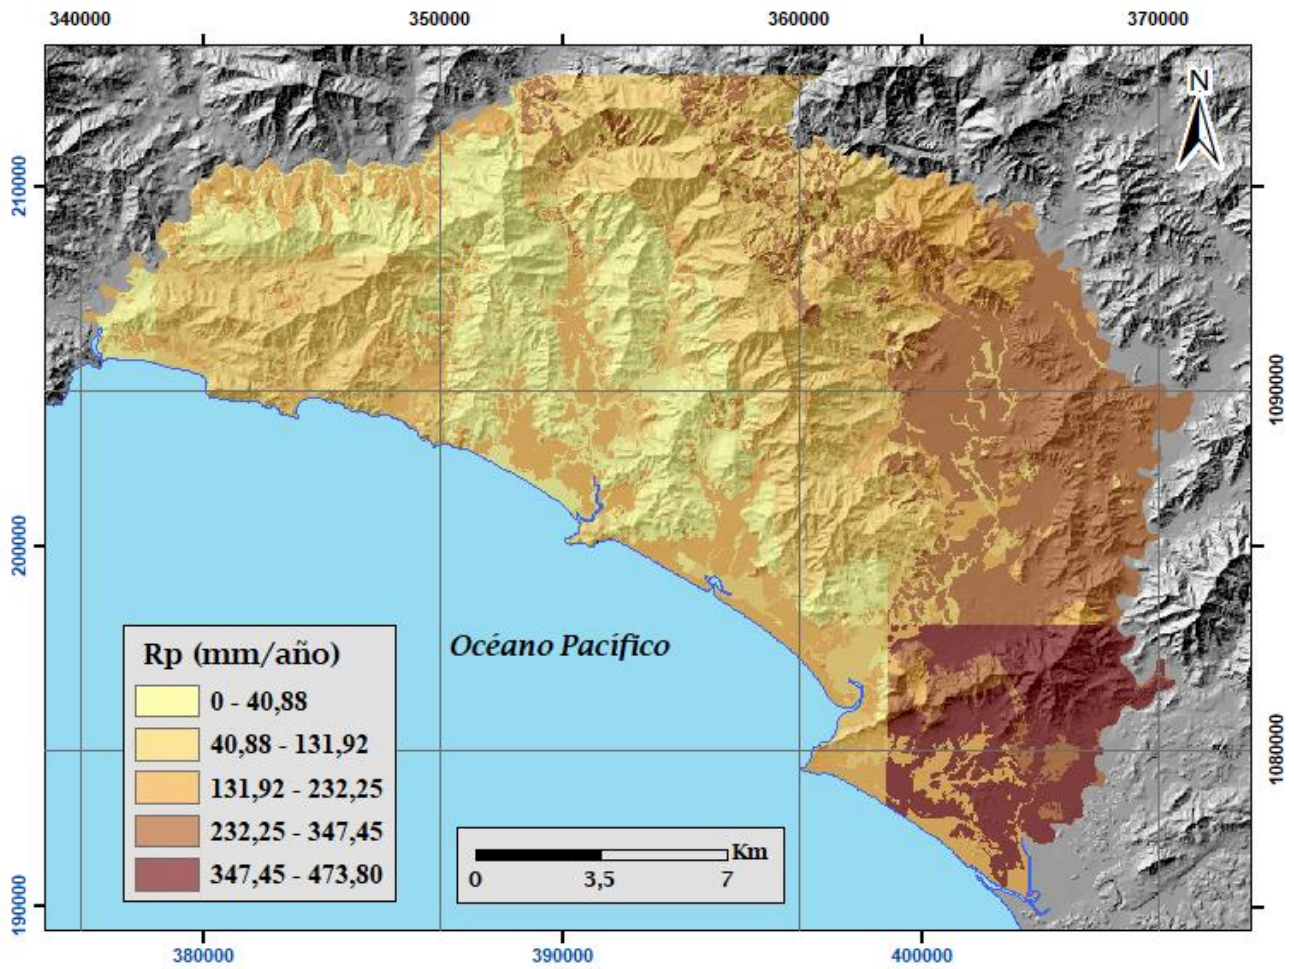 340000 350000 360000 370000
N
210000
1090000
200000
Océano Pacífico
Rp (mm/año)
0 - 40,88
40,88 - 131,92
131,92 - 232,25
232,25 - 347,45
347,45 - 473,80
1080000
Km
0 3,5 7
190000
380000 390000 400000